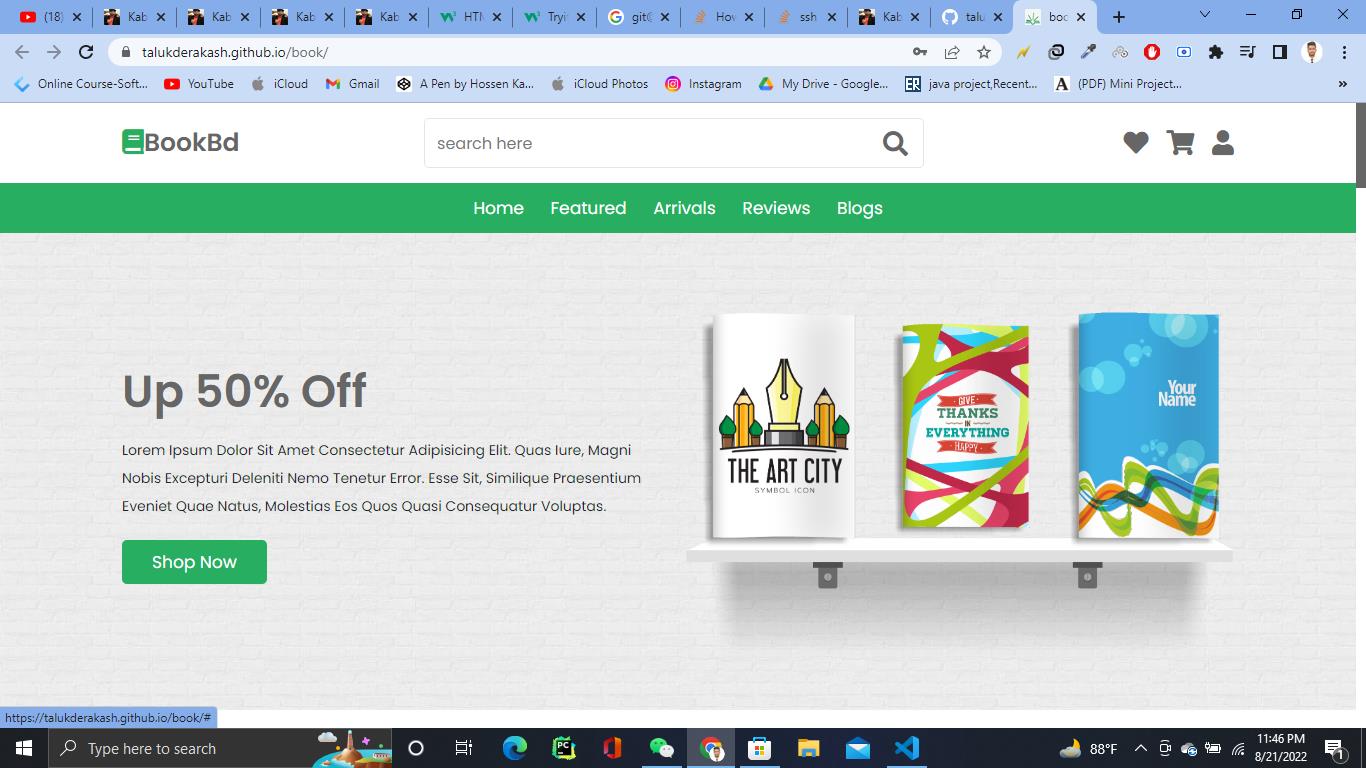 (18)
Kab
Kab
Kab
Kab
HTM
Tryi
git@
Hov
ssh
Kab
talu
boo
talukderakash.github.io/book/
Online Course-Soft...
YouTube
iCloud
Gmail
A Pen by Hossen Ka...
iCloud Photos
Instagram
My Drive - Google...
ER
java project,Recent...
A
(PDF) Mini Project...
»
BookBd
search here
Home
Featured
Arrivals
Reviews
Blogs
Up 50% Off
Lorem Ipsum Dolor Sit Amet Consectetur Adipisicing Elit. Quas Iure, Magni
Nobis Excepturi Deleniti Nemo Tenetur Error. Esse Sit, Similique Praesentium
Eveniet Quae Natus, Molestias Eos Quos Quasi Consequatur Voluptas.
Shop Now
THE ART CITY
SYMBOL ICON
GIVE
THANKS
IN
EVERYTHING
HAPPY
Your
Name
https://talukderakash.github.io/book/#
Type here to search
PC
88°F
11:46 PM
8/21/2022
1